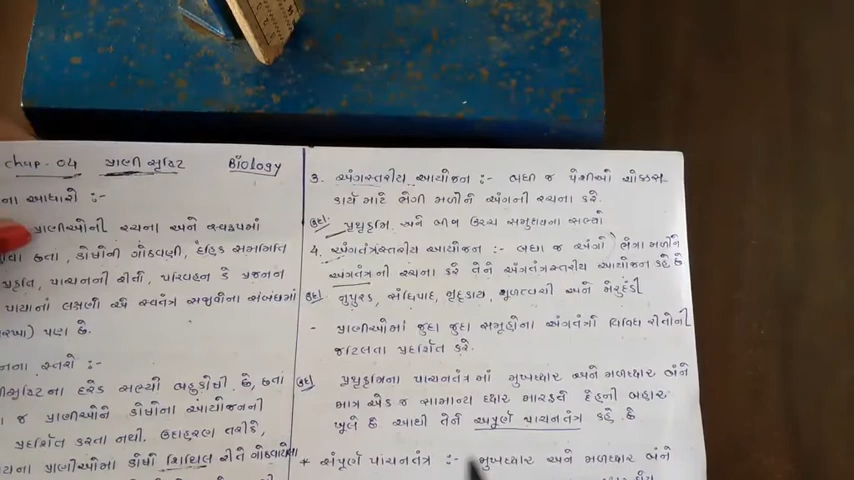 Chap-04 પ્રાણી સૃષ્ટિ Biology
ના આધારો :-
પ્રાણીઓની રચના અને સ્વરૂપમાં
છતા, કોષોની ગોઠવણી, દૈહિક સમમિતિ
પ્રકૃતિ, પાચનની રીતો, પરિવહન કે પ્રજનન
પાયાનાં લક્ષણો એ સ્વતંત્ર સજીવોના સંબંધમાં
પણ છે.
સ્તરો :-
સૃષ્ટિના દરેક સભ્યો બહુકોષી છે, છતા
જ પ્રાણીઓને કોષોના આયોજનની
પ્રદર્શિત કરતા નથી. ઉદાહરણ તરીકે,
પ્રાણીઓમાં કોષો શિથિલ રીતે ગોઠવાયેલા
3. અંગસ્તરીય આયોજન :- બધી જ પેશીઓ ચોક્કસ
કાર્ય માટે ભેગી મળીને અંગની રચના કરે.
ઉદા. પૃથુકૃમિ અને બીજા ઉચ્ચ સમુદાયના સભ્યો
4. અંગતંત્રસ્તરીય આયોજન :- બધા જ અંગો ભેગા મળીને
અંગતંત્રની રચના કરે તેને અંગતંત્રસ્તરીય આયોજન કહે છે
ઉદા. નુપુરક, સંધિપાદ, મૃદુકાય, શૂળત્વચી અને મેરુદંડી
- પ્રાણીઓમાં જુદા જુદા સમૂહોના અંગતંત્રો વિવિધ રીતોની
જટિલતા પ્રદર્શિત કરે.
ઉદા. પૃથુકૃમિના પાચનતંત્ર માં મુખદ્વાર અને મળદ્વાર બંને
માત્ર એક જ સામાન્ય દ્વાર મારફતે દેહની બહાર
ખૂલે છે આથી તેને અપૂર્ણ પાચનતંત્ર કહે છે
* સંપૂર્ણ પાચનતંત્ર :- મુખદ્વાર અને મળદ્વાર બંને